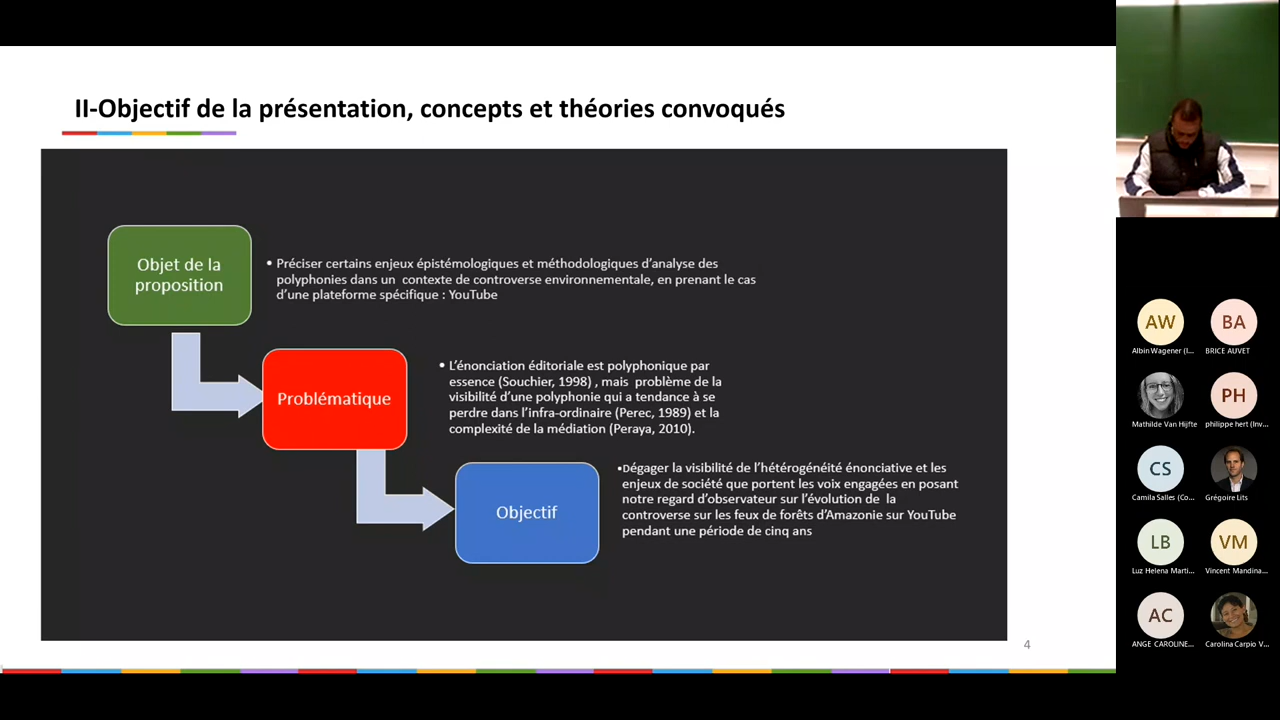 II-Objectif de la présentation, concepts et théories convoqués
Objet de la
proposition
• Préciser certains enjeux épistémologiques et méthodologiques d'analyse des
polyphonies dans un contexte de controverse environnementale, en prenant le cas
d'une plateforme spécifique : YouTube
Problématique
• L'énonciation éditoriale est polyphonique par
essence (Souchier, 1998) , mais problème de la
visibilité d'une polyphonie qui a tendance à se
perdre dans l'infra-ordinaire (Perec, 1989) et la
complexité de la médiation (Peraya, 2010).
Objectif
•Dégager la visibilité de l'hétérogénéité énonciative et les
enjeux de société que portent les voix engagées en posant
notre regard d'observateur sur l'évolution de la
controverse sur les feux de forêts d'Amazonie sur YouTube
pendant une période de cinq ans
4
AW
Albin Wagener (I...
BA
BRICE AUVET
Mathilde Van Hijfte
PH
philippe hert (Inv...
CS
Camila Salles (Co...
Grégoire Lits
LB
Luz Helena Marti...
VM
Vincent Mandina...
AC
ANGE CAROLINE...
Carolina Carpio V...